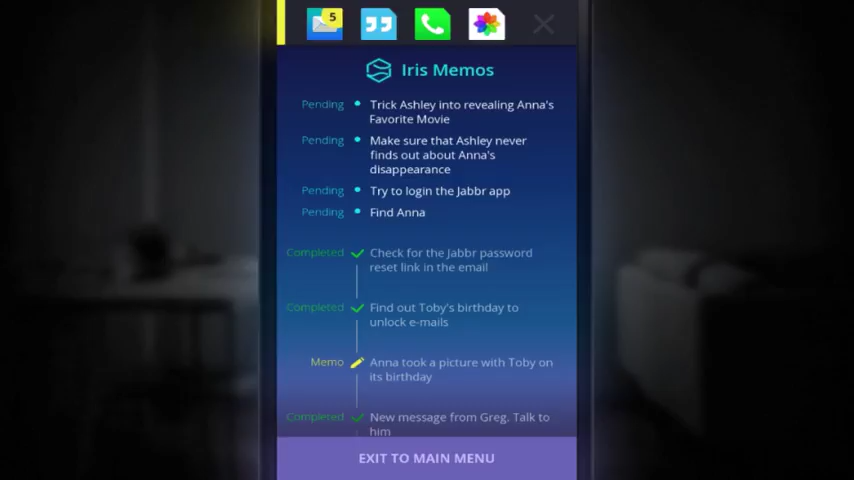 5
Iris Memos
Pending Trick Ashley into revealing Anna's
Favorite Movie
Pending Make sure that Ashley never
finds out about Anna's
disappearance
Pending Try to login the Jabbr app
Pending Find Anna
Completed Check for the Jabbr password
reset link in the email
Completed Find out Toby's birthday to
unlock e-mails
Memo Anna took a picture with Toby on
its birthday
Completed New message from Greg. Talk to
him
EXIT TO MAIN MENU